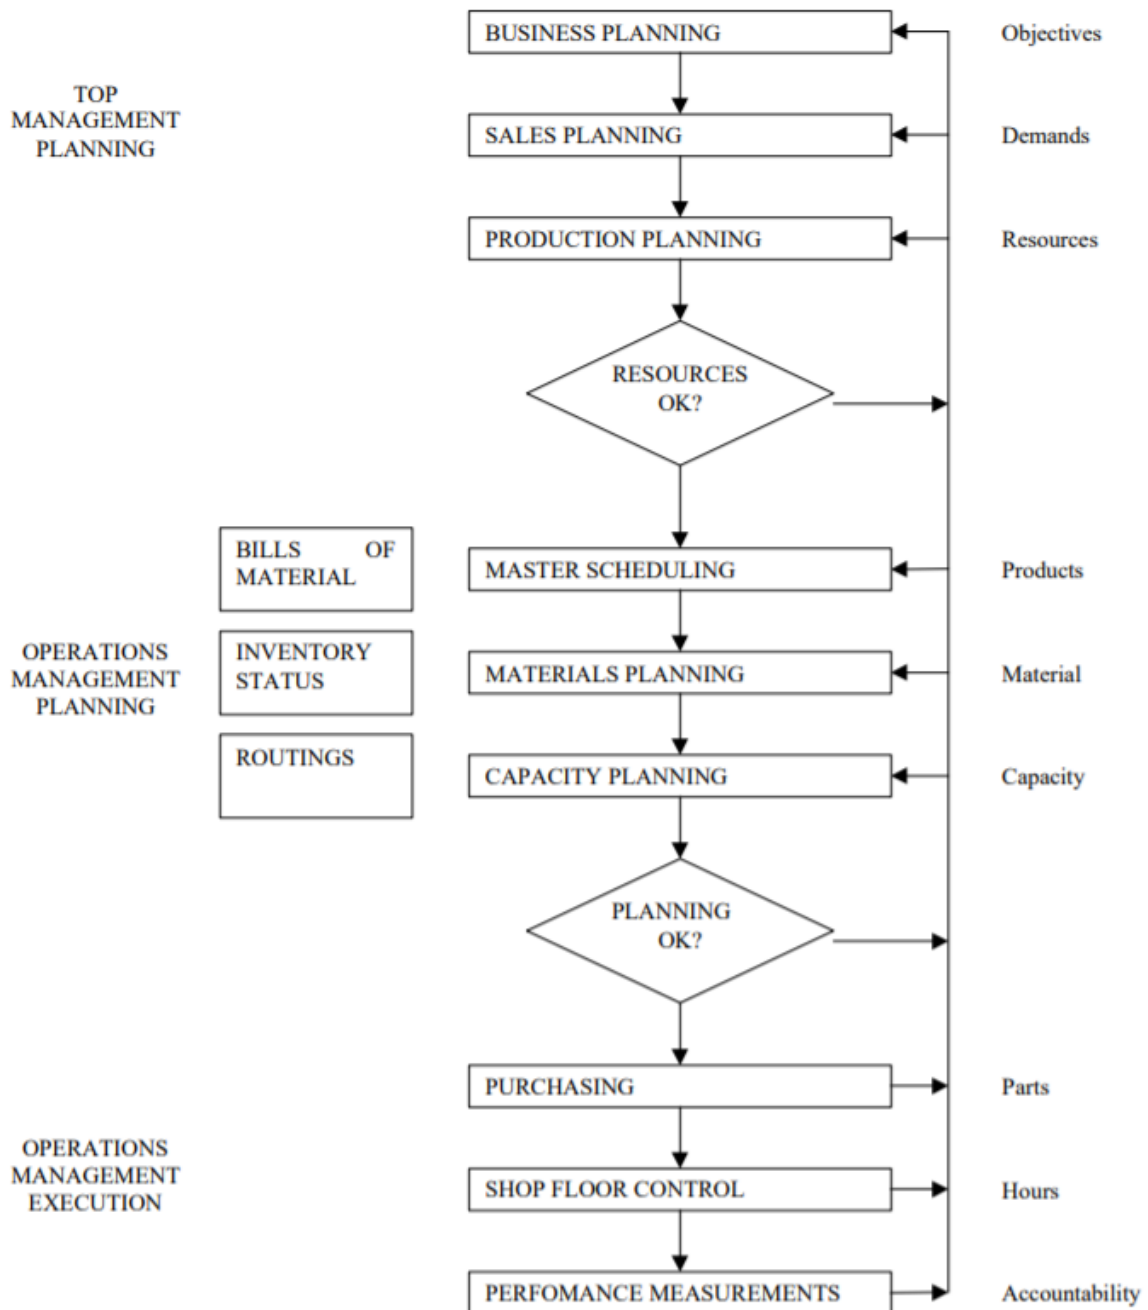 BUSINESS PLANNING
Objectives
TOP
MANAGEMENT
PLANNING
SALES PLANNING
Demands
PRODUCTION PLANNING
Resources
RESOURCES
OK?
BILLS OF
MATERIAL
MASTER SCHEDULING
Products
OPERATIONS
MANAGEMENT
PLANNING
INVENTORY
STATUS
MATERIALS PLANNING
Material
ROUTINGS
CAPACITY PLANNING
Capacity
PLANNING
OK?
PURCHASING
Parts
OPERATIONS
MANAGEMENT
EXECUTION
SHOP FLOOR CONTROL
Hours
PERFOMANCE MEASUREMENTS
Accountability